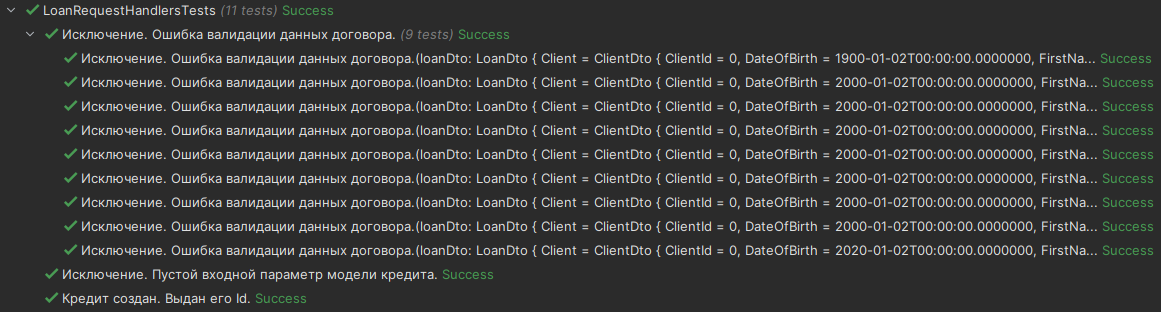 LoanRequestHandlersTests (11 tests) Success
Исключение. Ошибка валидации данных договора. (9 tests) Success
Исключение. Ошибка валидации данных договора.(loanDto: LoanDto { Client = ClientDto { ClientId = 0, DateOfBirth = 1900-01-02T00:00:00.0000000, FirstNa... Success
Исключение. Ошибка валидации данных договора.(loanDto: LoanDto { Client = ClientDto { ClientId = 0, DateOfBirth = 2000-01-02T00:00:00.0000000, FirstNa... Success
Исключение. Ошибка валидации данных договора.(loanDto: LoanDto { Client = ClientDto { ClientId = 0, DateOfBirth = 2000-01-02T00:00:00.0000000, FirstNa... Success
Исключение. Ошибка валидации данных договора.(loanDto: LoanDto { Client = ClientDto { ClientId = 0, DateOfBirth = 2000-01-02T00:00:00.0000000, FirstNa... Success
Исключение. Ошибка валидации данных договора.(loanDto: LoanDto { Client = ClientDto { ClientId = 0, DateOfBirth = 2000-01-02T00:00:00.0000000, FirstNa... Success
Исключение. Ошибка валидации данных договора.(loanDto: LoanDto { Client = ClientDto { ClientId = 0, DateOfBirth = 2000-01-02T00:00:00.0000000, FirstNa... Success
Исключение. Ошибка валидации данных договора.(loanDto: LoanDto { Client = ClientDto { ClientId = 0, DateOfBirth = 2000-01-02T00:00:00.0000000, FirstNa... Success
Исключение. Ошибка валидации данных договора.(loanDto: LoanDto { Client = ClientDto { ClientId = 0, DateOfBirth = 2000-01-02T00:00:00.0000000, FirstNa... Success
Исключение. Ошибка валидации данных договора.(loanDto: LoanDto { Client = ClientDto { ClientId = 0, DateOfBirth = 2020-01-02T00:00:00.0000000, FirstNa... Success
Исключение. Пустой входной параметр модели кредита. Success
Кредит создан. Выдан его Id. Success